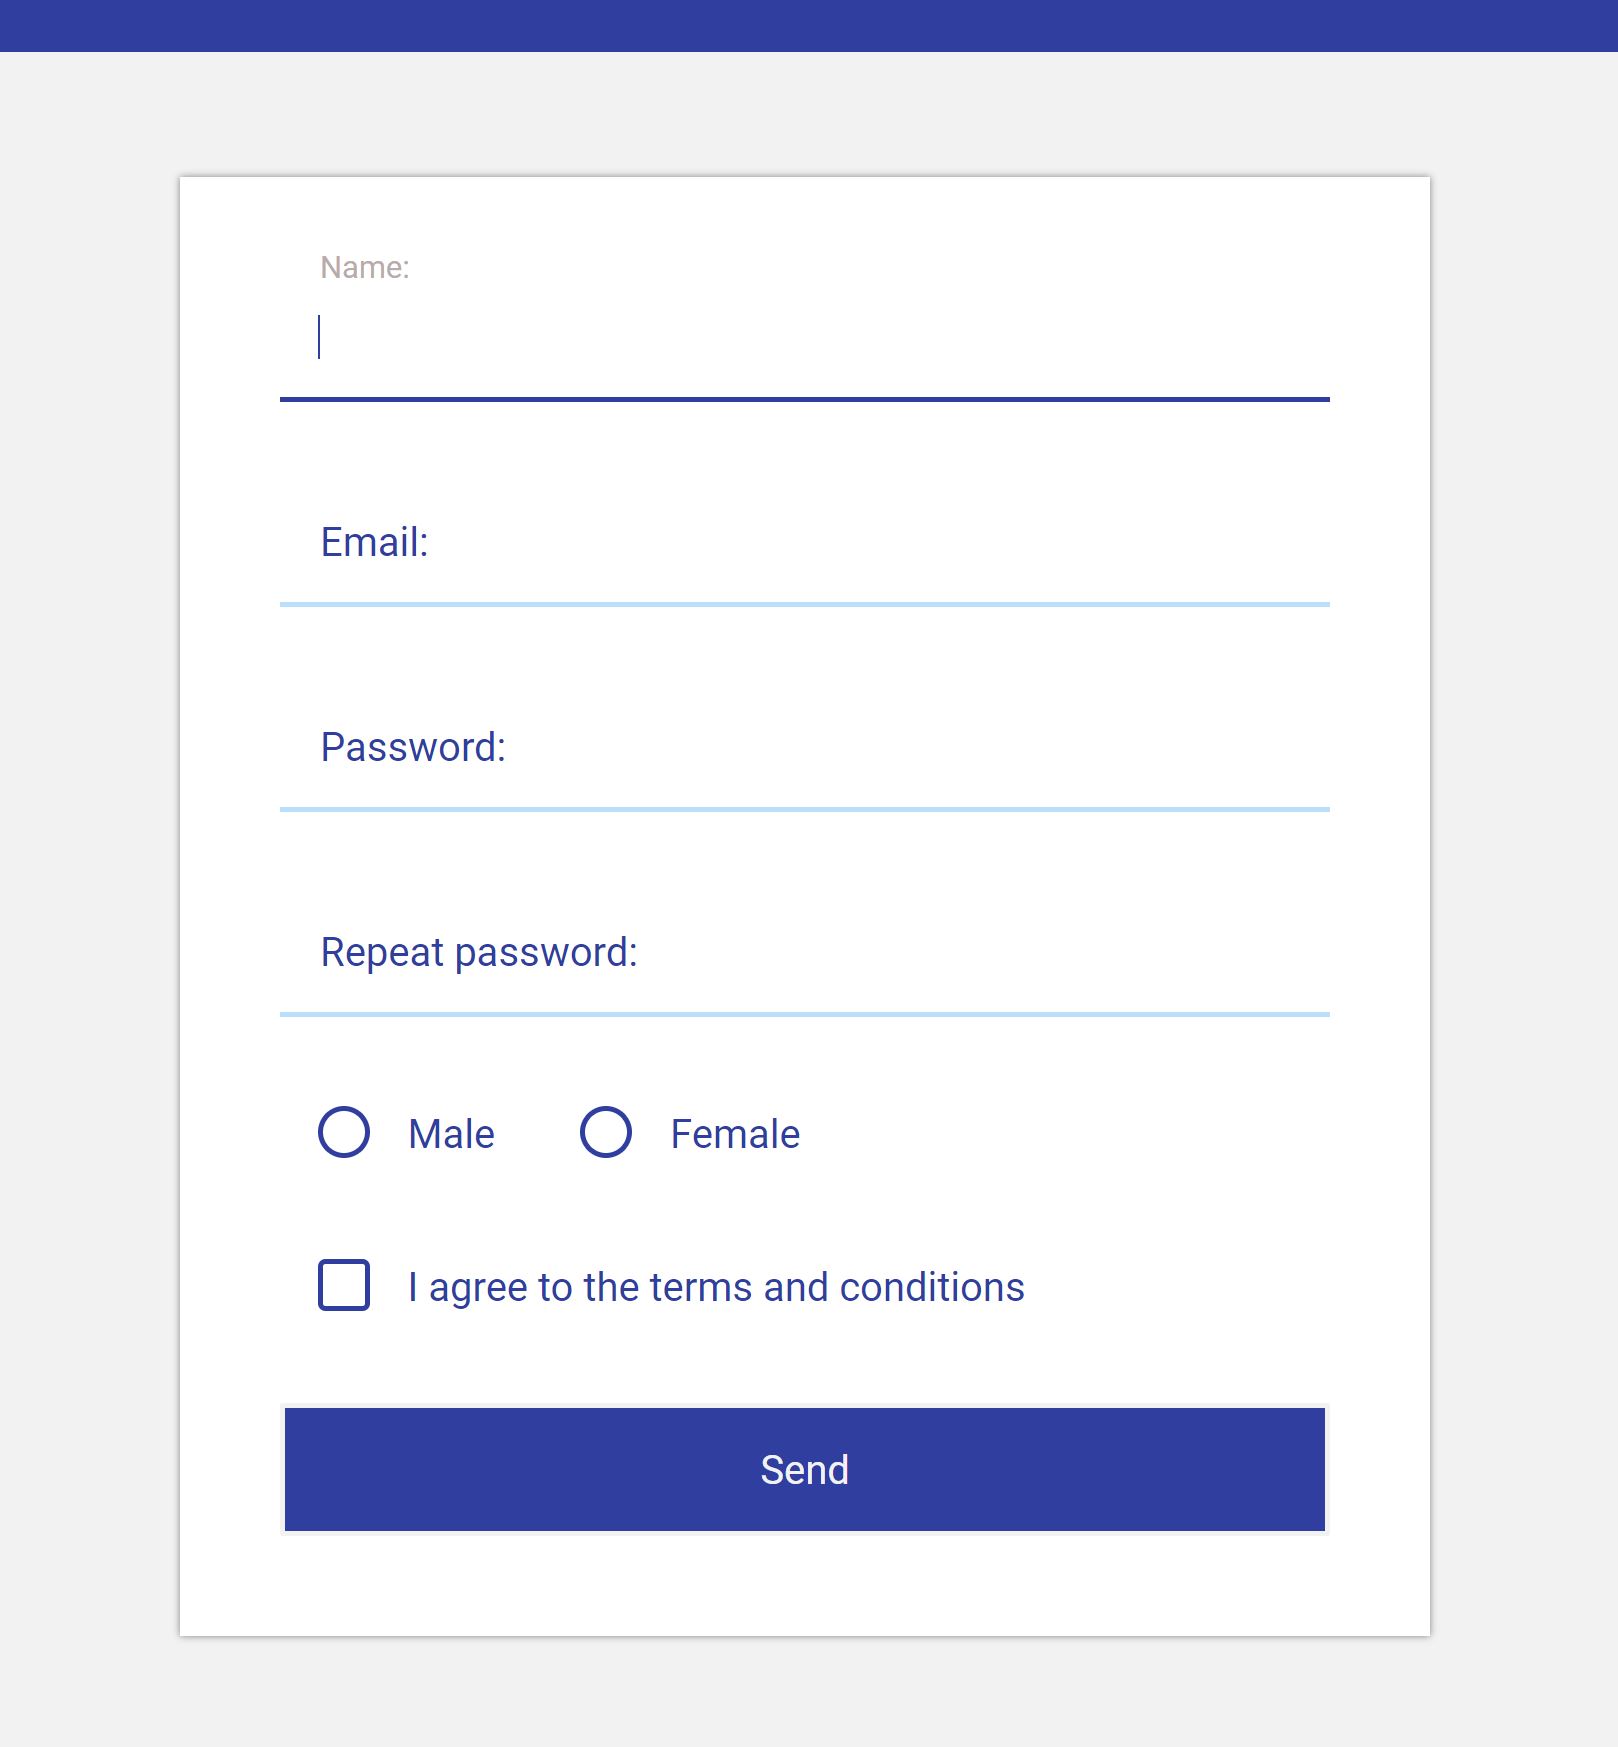 Name:
Email:
Password:
Repeat password:
Male Female
I agree to the terms and conditions
Send